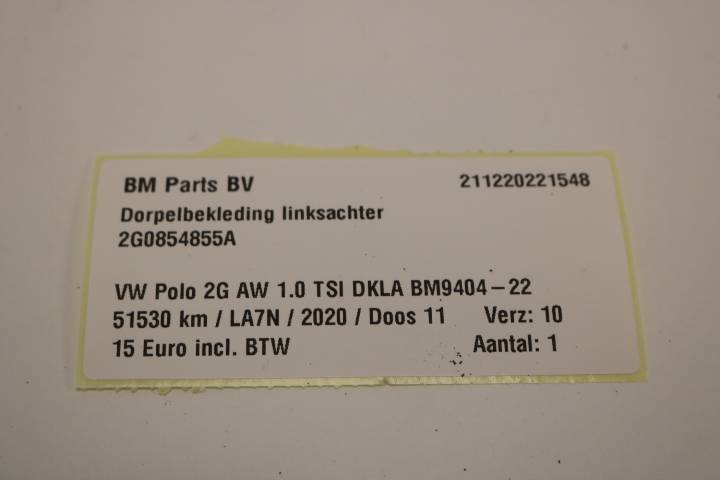 BM Parts BV 211220221548
Dorpelbekleding linksachter
2G0854855A
VW Polo 2G AW 1.0 TSI DKLA BM9404-22
51530 km / LA7N / 2020 / Doos 11 Verz: 10
15 Euro incl. BTW Aantal: 1